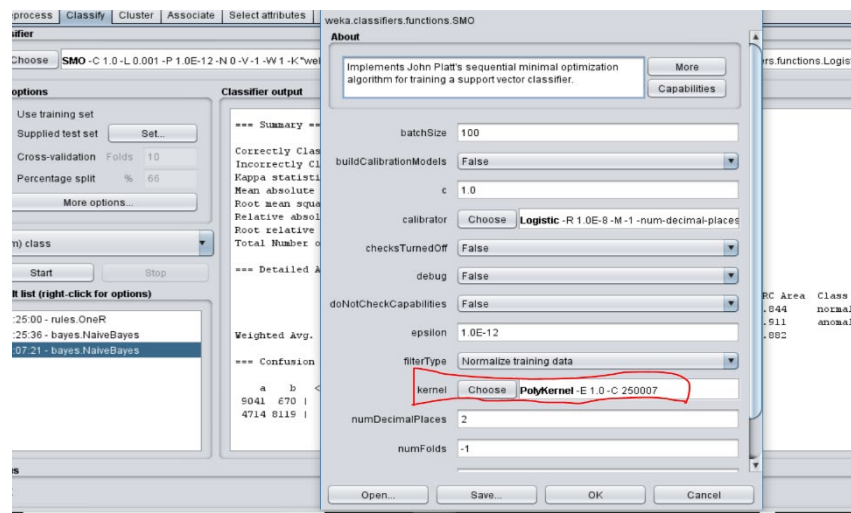 process Classify Cluster Associate Select attributes
weka.classifiers.functions.SMO
About
ifier
Choose SMO -C 1.0 -L 0.001 -P 1.0E-12 -N 0 -V -1 -W 1 -K "wel
rs.functions.Logist
Implements John Platt's sequential minimal optimization
algorithm for training a support vector classifier.
More
Capabilities
options
Classifier output
Use training set
Supplied test set Set...
Cross-validation Folds 10
Percentage split % 66
More options...
m) class
Start Stop
lt list (right-click for options)
:25:00 - rules.OneR
:25:36 - bayes.NaiveBayes
:07:21 - bayes.NaiveBayes
=== Summary ==
Correctly Clas
Incorrectly Cl
Kappa statisti
Mean absolute
Root mean squa
Relative absol
Root relative
Total Number o
=== Detailed A
Weighted Avg.
=== Confusion
a b <
9041 670 |
4714 8119 |
batchSize 100
buildCalibrationModels False
c 1.0
calibrator Choose Logistic -R 1.0E-8 -M -1 -num-decimal-places
checksTurnedOff False
debug False
doNotCheckCapabilities False
epsilon 1.0E-12
filterType Normalize training data
kernel Choose PolyKernel -E 1.0 -C 250007
numDecimalPlaces 2
numFolds -1
Open... Save... OK Cancel
RC Area Class
.844 normal
.911 anomal
.882